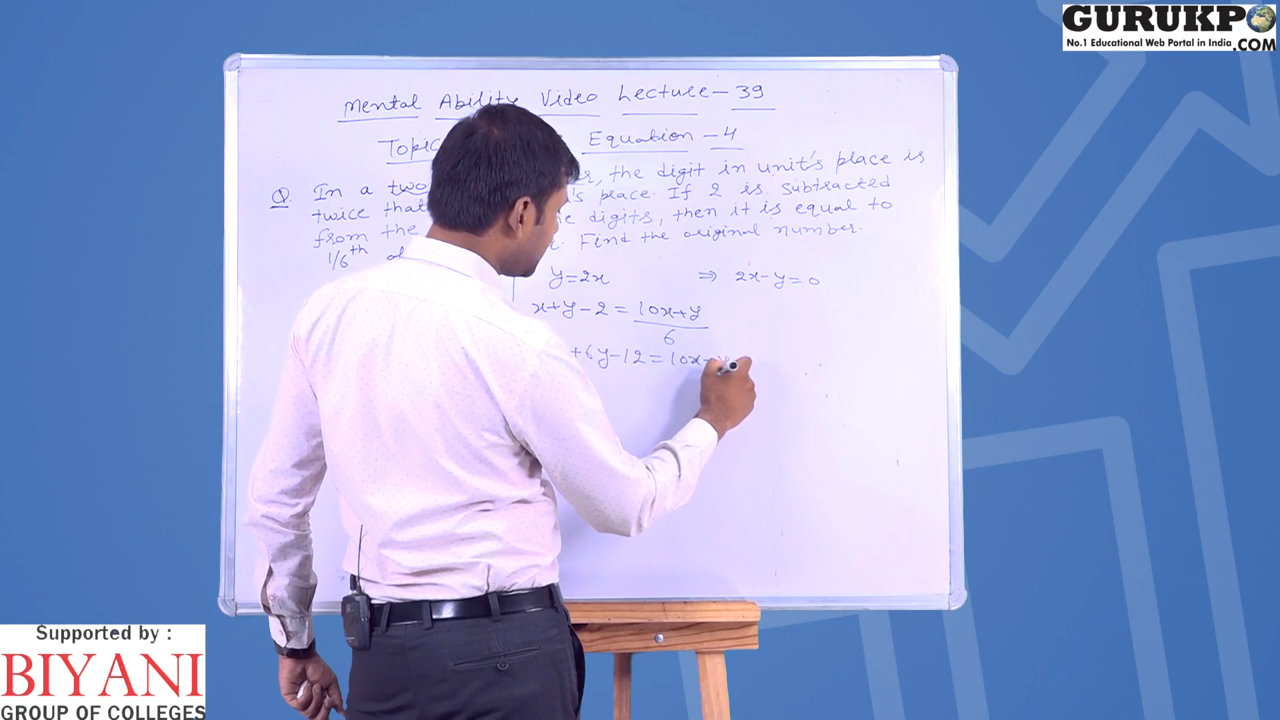 GURUKPO
No.1 Educational Web Portal in India .COM
Mental Ability Video Lecture - 39
Topic Equation - 4
Q. In a two , the digit in unit's place is
twice that 's place. If 2 is subtracted
from the digits, then it is equal to
1/6th Find the original number.
y=2x ⇒ 2x-y=0
x+y-2 = 10x+y/6
+6y-12=10x
Supported by :
BIYANI
GROUP OF COLLEGES